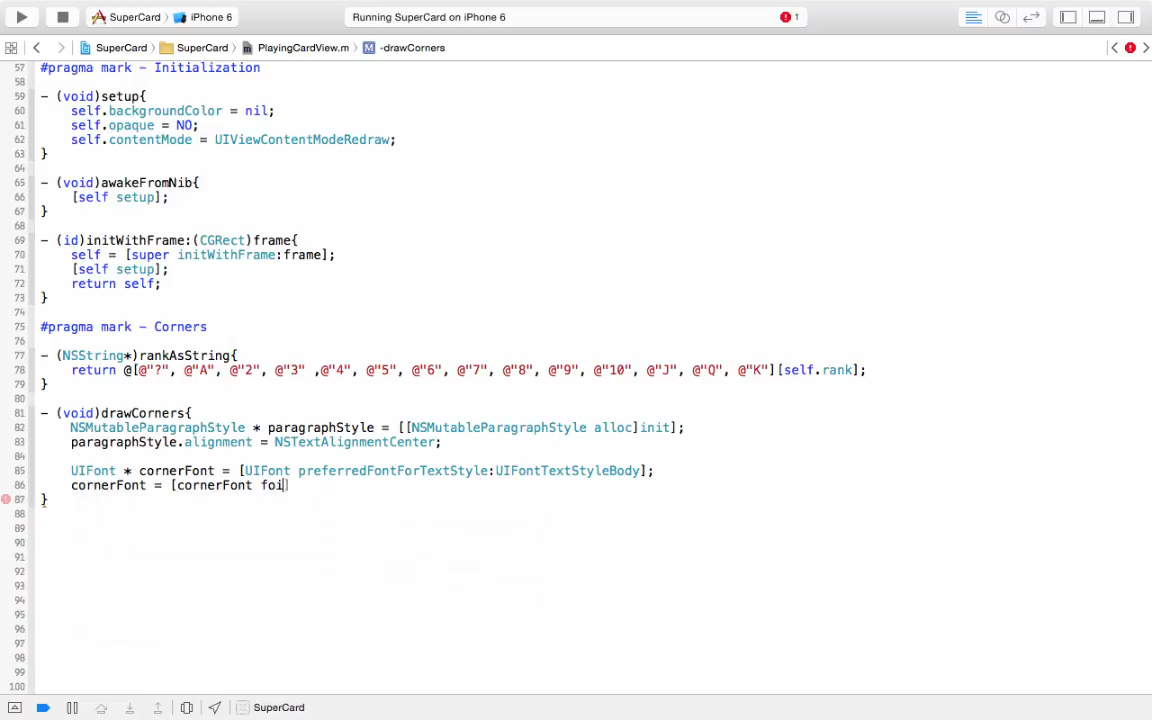 SuperCard iPhone 6 Running SuperCard on iPhone 6 1
SuperCard SuperCard PlayingCardView.m M -drawCorners
57 #pragma mark - Initialization
58
59 - (void)setup{
60 self.backgroundColor = nil;
61 self.opaque = NO;
62 self.contentMode = UIViewContentModeRedraw;
63 }
64
65 - (void)awakeFromNib{
66 [self setup];
67 }
68
69 - (id)initWithFrame:(CGRect)frame{
70 self = [super initWithFrame:frame];
71 [self setup];
72 return self;
73 }
74
75 #pragma mark - Corners
76
77 - (NSString*)rankAsString{
78 return @[@"?", @"A", @"2", @"3" ,@"4", @"5", @"6", @"7", @"8", @"9", @"10", @"J", @"Q", @"K"][self.rank];
79 }
80
81 - (void)drawCorners{
82 NSMutableParagraphStyle * paragraphStyle = [[NSMutableParagraphStyle alloc]init];
83 paragraphStyle.alignment = NSTextAlignmentCenter;
84
85 UIFont * cornerFont = [UIFont preferredFontForTextStyle:UIFontTextStyleBody];
86 cornerFont = [cornerFont foi]
87 }
88
89
90
91
92
93
94
95
96
97
98
99
100
SuperCard